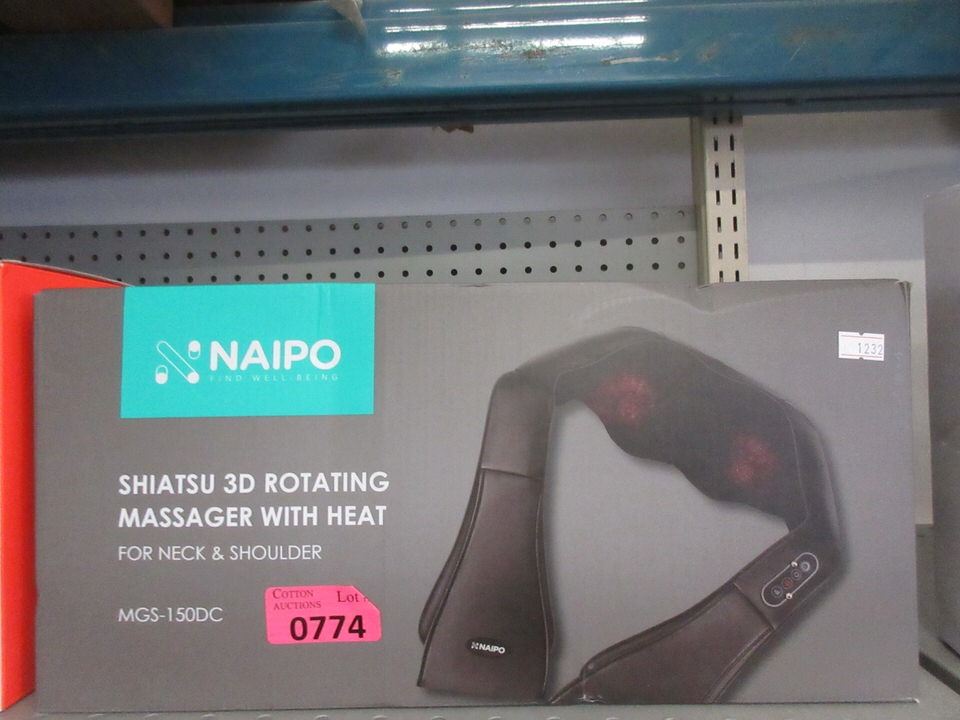 NAIPO
FIND WELL-BEING
1232
SHIATSU 3D ROTATING
MASSAGER WITH HEAT
FOR NECK & SHOULDER
MGS-150DC
COTTON
AUCTIONS
Lot
0774
NAIPO